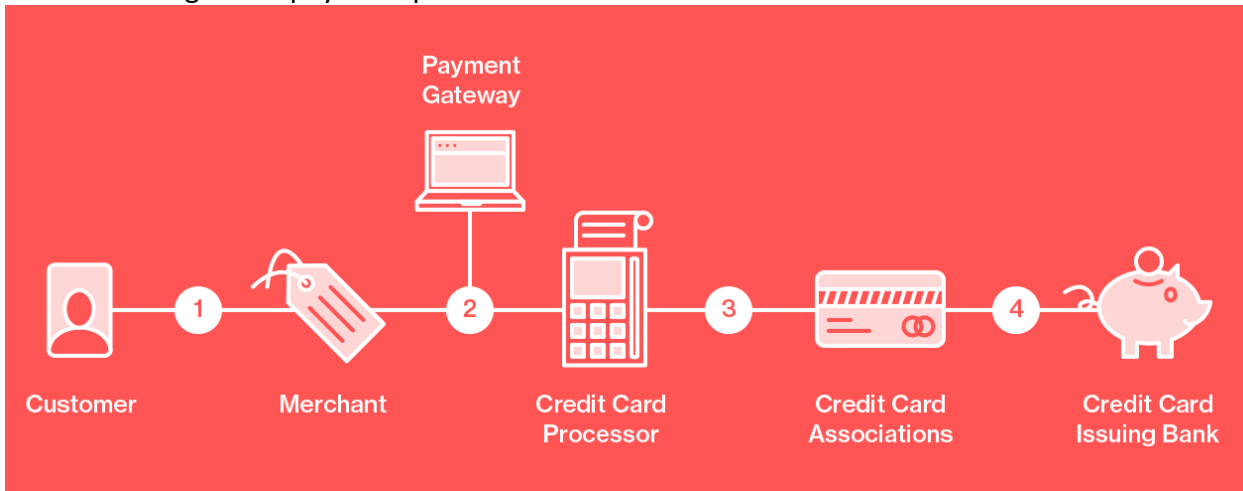 Payment
Gateway
1
2
3
4
Customer
Merchant
Credit Card
Processor
Credit Card
Associations
Credit Card
Issuing Bank